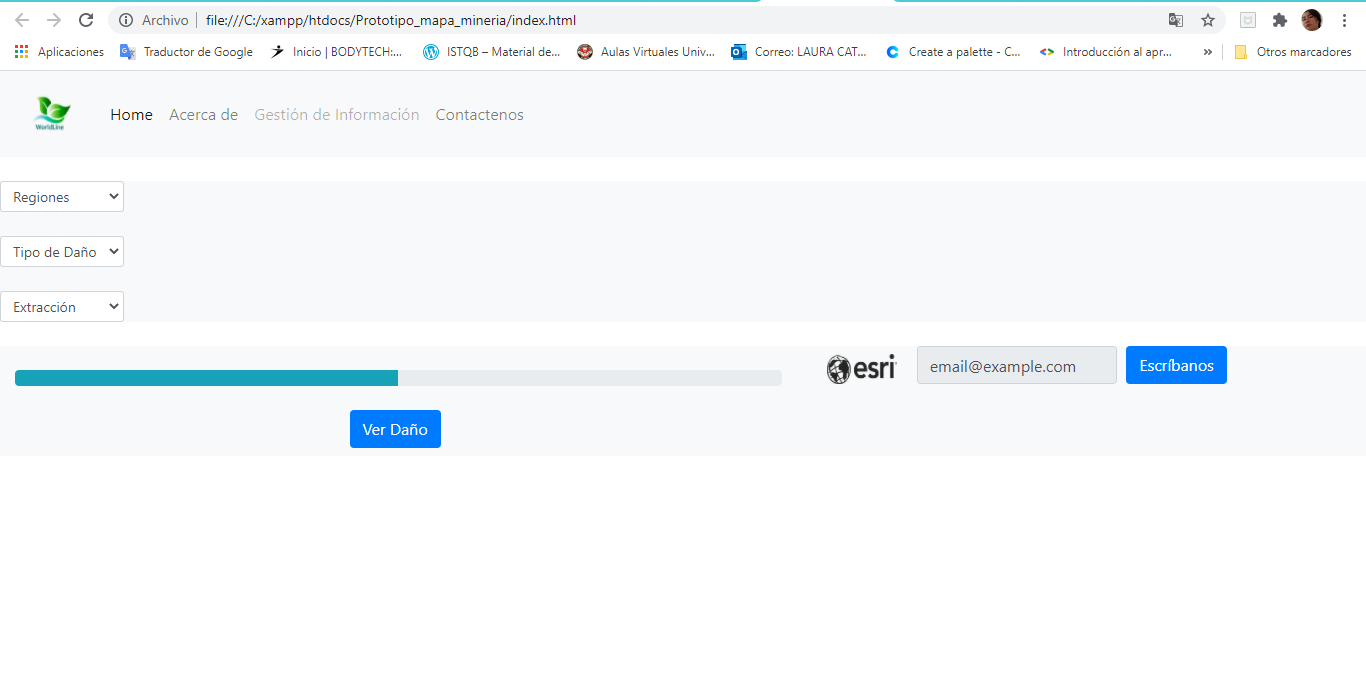 Archivo | file:///C:/xampp/htdocs/Prototipo_mapa_mineria/index.html
Aplicaciones Traductor de Google Inicio | BODYTECH:... ISTQB – Material de... Aulas Virtuales Univ... Correo: LAURA CAT... Create a palette - C... Introducción al apr... » Otros marcadores
WorldLine
Home Acerca de Gestión de Información Contactenos
Regiones
Tipo de Daño
Extracción
esri email@example.com Escríbanos
Ver Daño